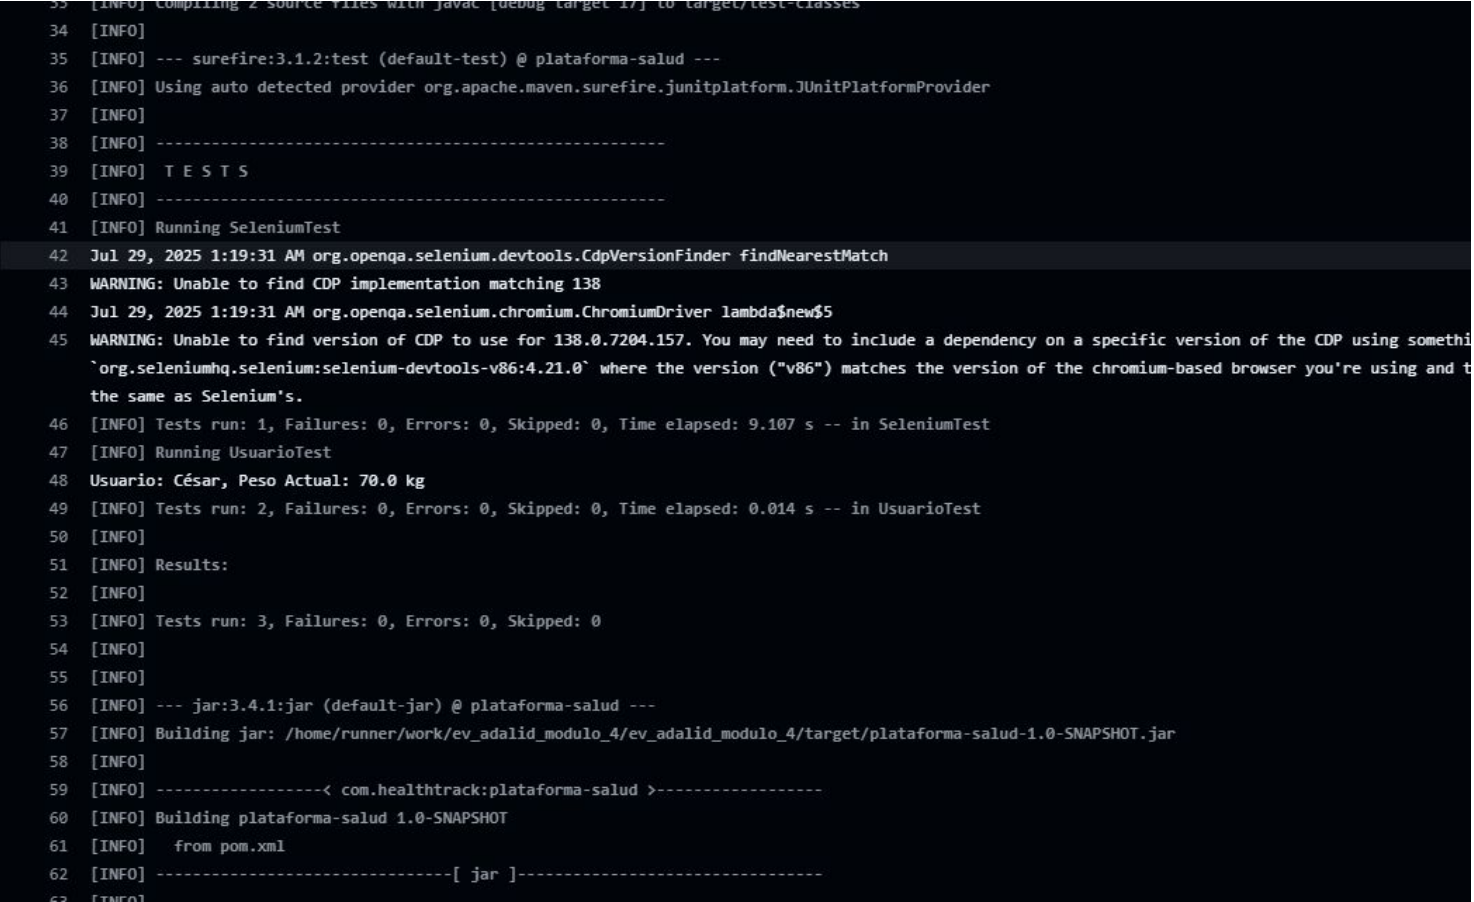 33 [INFO] Compiling 2 source files with javac [debug target 17] to target/test-classes
34 [INFO]
35 [INFO] --- surefire:3.1.2:test (default-test) @ plataforma-salud ---
36 [INFO] Using auto detected provider org.apache.maven.surefire.junitplatform.JUnitPlatformProvider
37 [INFO]
38 [INFO] -------------------------------------------------------
39 [INFO]  T E S T S
40 [INFO] -------------------------------------------------------
41 [INFO] Running SeleniumTest
42 Jul 29, 2025 1:19:31 AM org.openqa.selenium.devtools.CdpVersionFinder findNearestMatch
43 WARNING: Unable to find CDP implementation matching 138
44 Jul 29, 2025 1:19:31 AM org.openqa.selenium.chromium.ChromiumDriver lambda$new$5
45 WARNING: Unable to find version of CDP to use for 138.0.7204.157. You may need to include a dependency on a specific version of the CDP using somethi
`org.seleniumhq.selenium:selenium-devtools-v86:4.21.0` where the version ("v86") matches the version of the chromium-based browser you're using and t
the same as Selenium's.
46 [INFO] Tests run: 1, Failures: 0, Errors: 0, Skipped: 0, Time elapsed: 9.107 s -- in SeleniumTest
47 [INFO] Running UsuarioTest
48 Usuario: César, Peso Actual: 70.0 kg
49 [INFO] Tests run: 2, Failures: 0, Errors: 0, Skipped: 0, Time elapsed: 0.014 s -- in UsuarioTest
50 [INFO]
51 [INFO] Results:
52 [INFO]
53 [INFO] Tests run: 3, Failures: 0, Errors: 0, Skipped: 0
54 [INFO]
55 [INFO]
56 [INFO] --- jar:3.4.1:jar (default-jar) @ plataforma-salud ---
57 [INFO] Building jar: /home/runner/work/ev_adalid_modulo_4/ev_adalid_modulo_4/target/plataforma-salud-1.0-SNAPSHOT.jar
58 [INFO]
59 [INFO] ------------------< com.healthtrack:plataforma-salud >------------------
60 [INFO] Building plataforma-salud 1.0-SNAPSHOT
61 [INFO]   from pom.xml
62 [INFO] --------------------------------[ jar ]---------------------------------
63 [INFO]